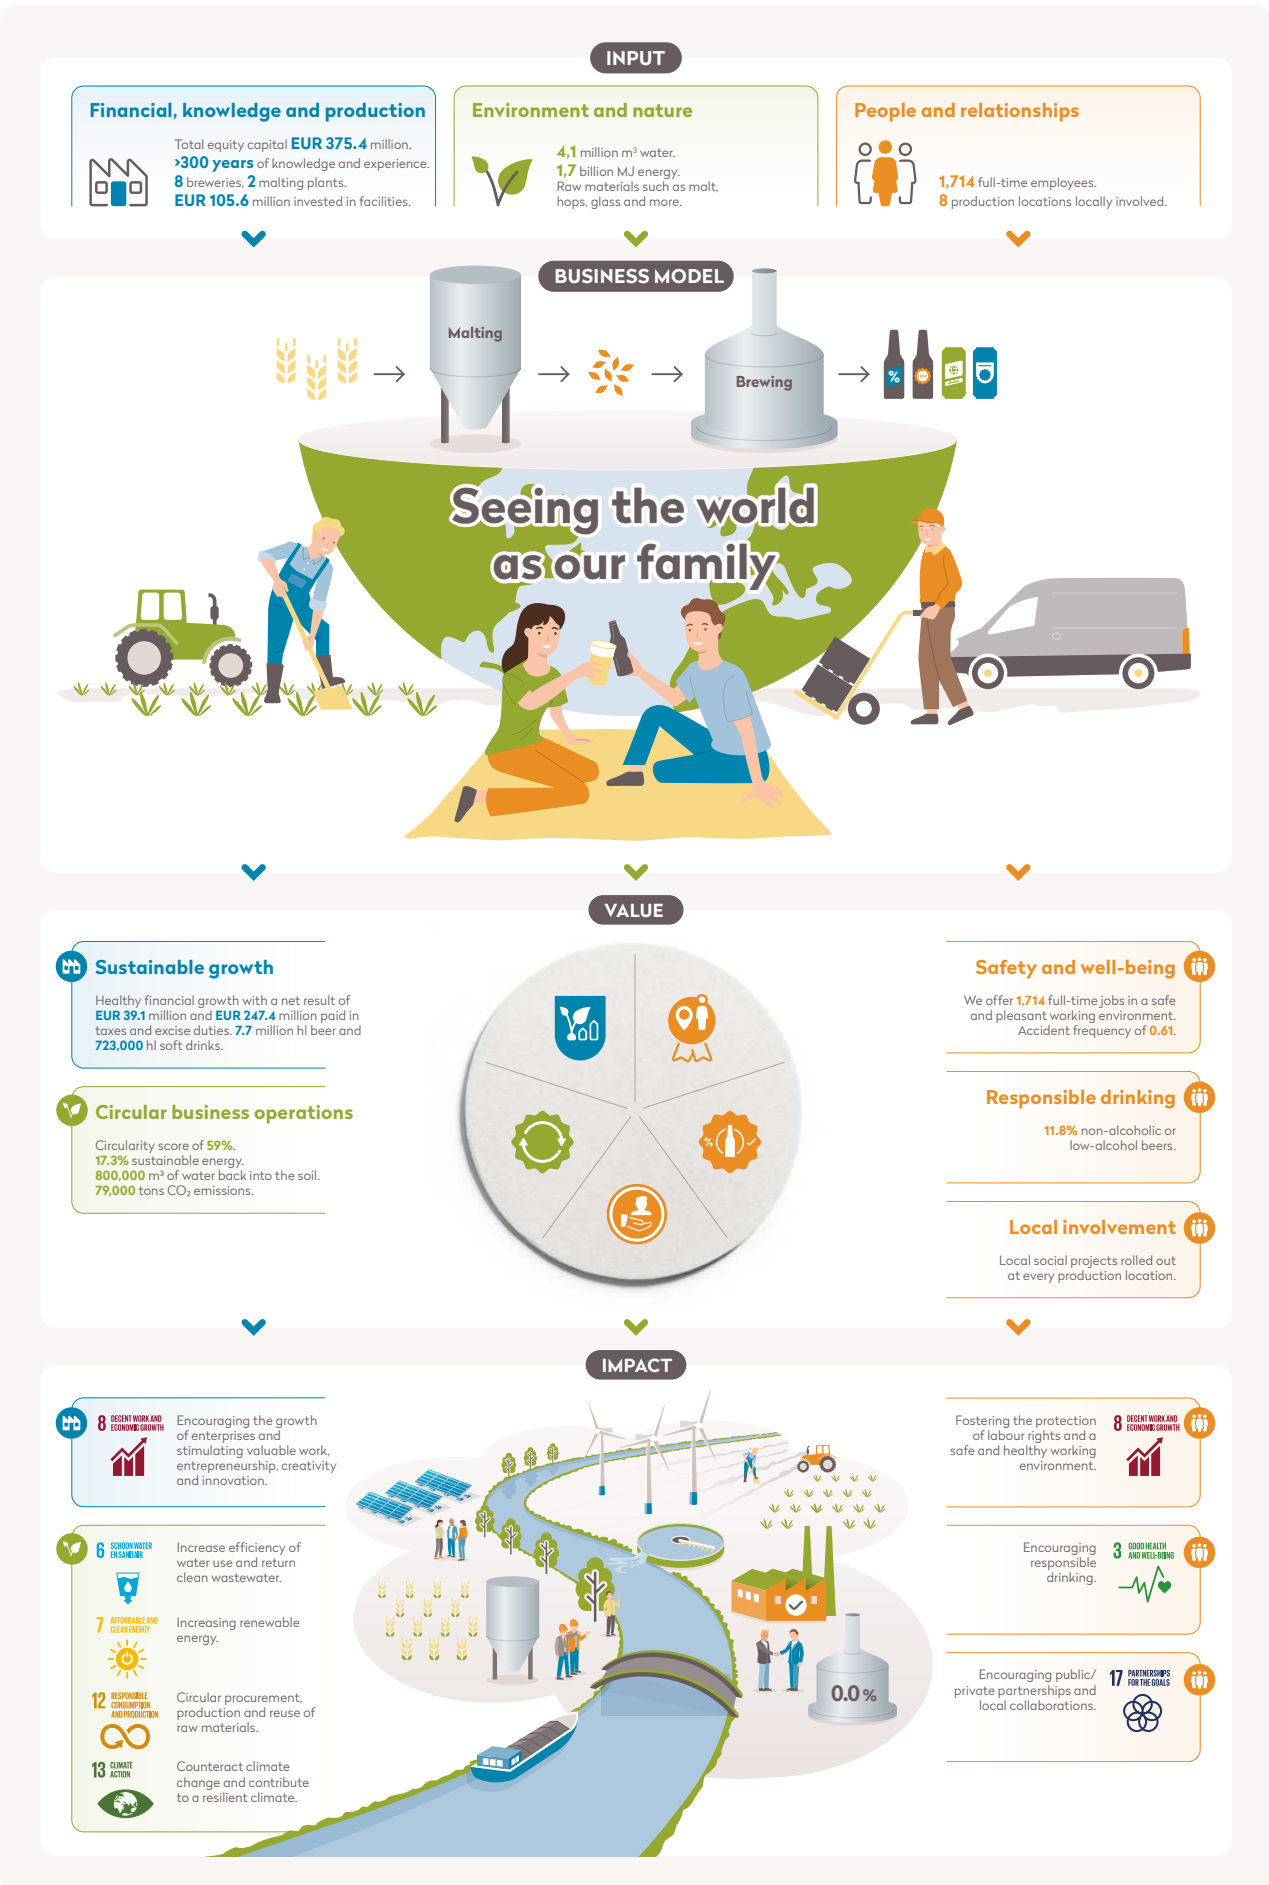 INPUT
Financial, knowledge and production
Total equity capital EUR 375.4 million.
>300 years of knowledge and experience.
8 breweries, 2 malting plants.
EUR 105.6 million invested in facilities.
Environment and nature
4,1 million m³ water.
1,7 billion MJ energy.
Raw materials such as malt,
hops, glass and more.
People and relationships
1,714 full-time employees.
8 production locations locally involved.
BUSINESS MODEL
Malting
Brewing
%
Seeing the world
as our family
VALUE
Sustainable growth
Healthy financial growth with a net result of
EUR 39.1 million and EUR 247.4 million paid in
taxes and excise duties. 7.7 million hl beer and
723,000 hl soft drinks.
Circular business operations
Circularity score of 59%.
17.3% sustainable energy.
800,000 m³ of water back into the soil.
79,000 tons CO₂ emissions.
%
Safety and well-being
We offer 1,714 full-time jobs in a safe
and pleasant working environment.
Accident frequency of 0.61.
Responsible drinking
11.8% non-alcoholic or
low-alcohol beers.
Local involvement
Local social projects rolled out
at every production location.
IMPACT
8 DECENT WORK AND
ECONOMIC GROWTH
Encouraging the growth
of enterprises and
stimulating valuable work,
entrepreneurship, creativity
and innovation.
6 SCHOON WATER
EN SANITAIR
Increase efficiency of
water use and return
clean wastewater.
7 AFFORDABLE AND
CLEAN ENERGY
Increasing renewable
energy.
12 RESPONSIBLE
CONSUMPTION
AND PRODUCTION
Circular procurement,
production and reuse of
raw materials.
13 CLIMATE
ACTION
Counteract climate
change and contribute
to a resilient climate.
0.0 %
Fostering the protection
of labour rights and a
safe and healthy working
environment.
8 DECENT WORK AND
ECONOMIC GROWTH
Encouraging
responsible
drinking.
3 GOOD HEALTH
AND WELL-BEING
Encouraging public/
private partnerships and
local collaborations.
17 PARTNERSHIPS
FOR THE GOALS